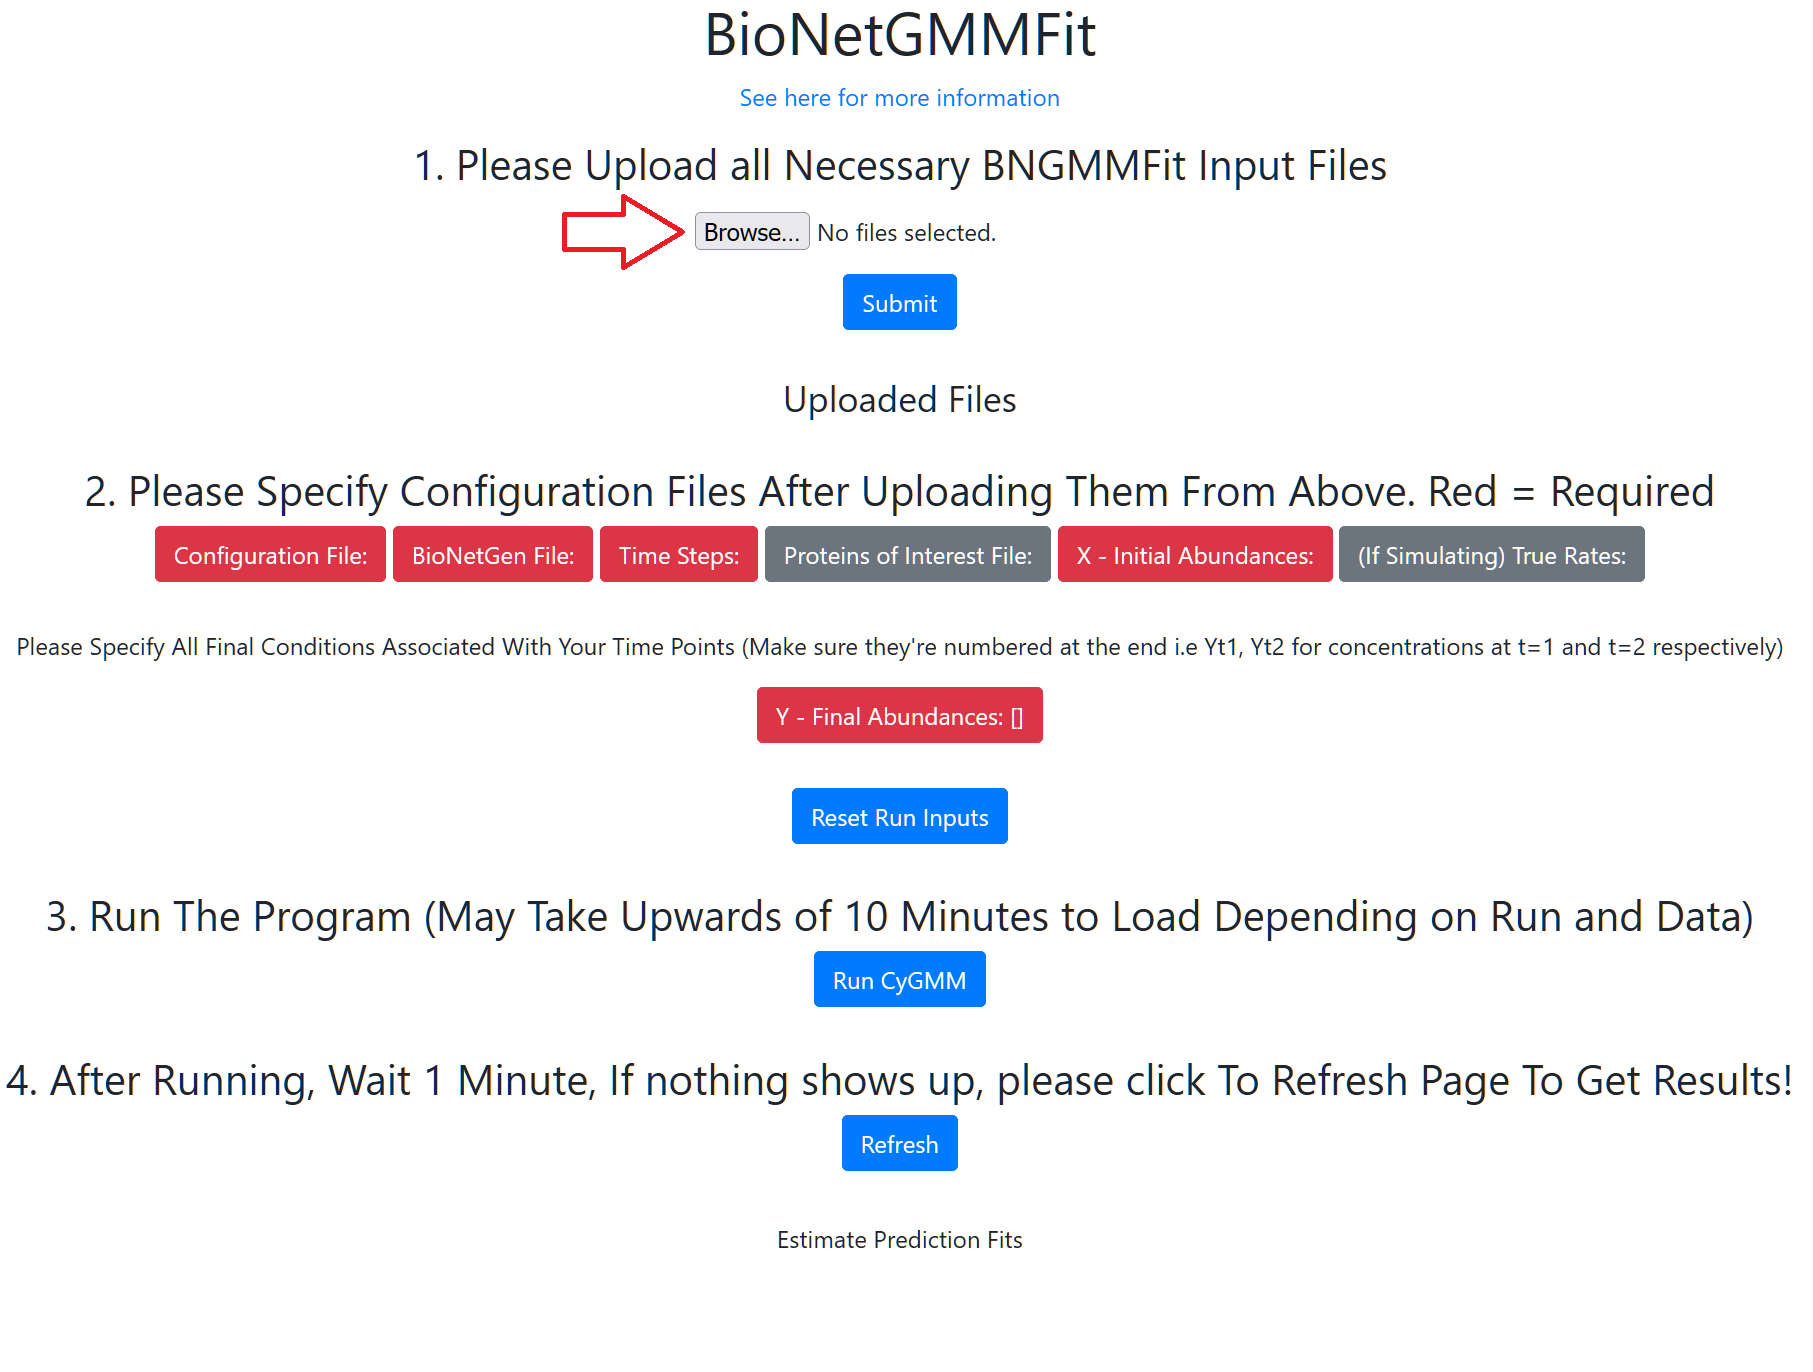 BioNetGMMFit
See here for more information
1. Please Upload all Necessary BNGMMFit Input Files
Browse... No files selected.
Submit
Uploaded Files
2. Please Specify Configuration Files After Uploading Them From Above. Red = Required
Configuration File: BioNetGen File: Time Steps: Proteins of Interest File: X - Initial Abundances: (If Simulating) True Rates:
Please Specify All Final Conditions Associated With Your Time Points (Make sure they're numbered at the end i.e Yt1, Yt2 for concentrations at t=1 and t=2 respectively)
Y - Final Abundances: []
Reset Run Inputs
3. Run The Program (May Take Upwards of 10 Minutes to Load Depending on Run and Data)
Run CyGMM
4. After Running, Wait 1 Minute, If nothing shows up, please click To Refresh Page To Get Results!
Refresh
Estimate Prediction Fits